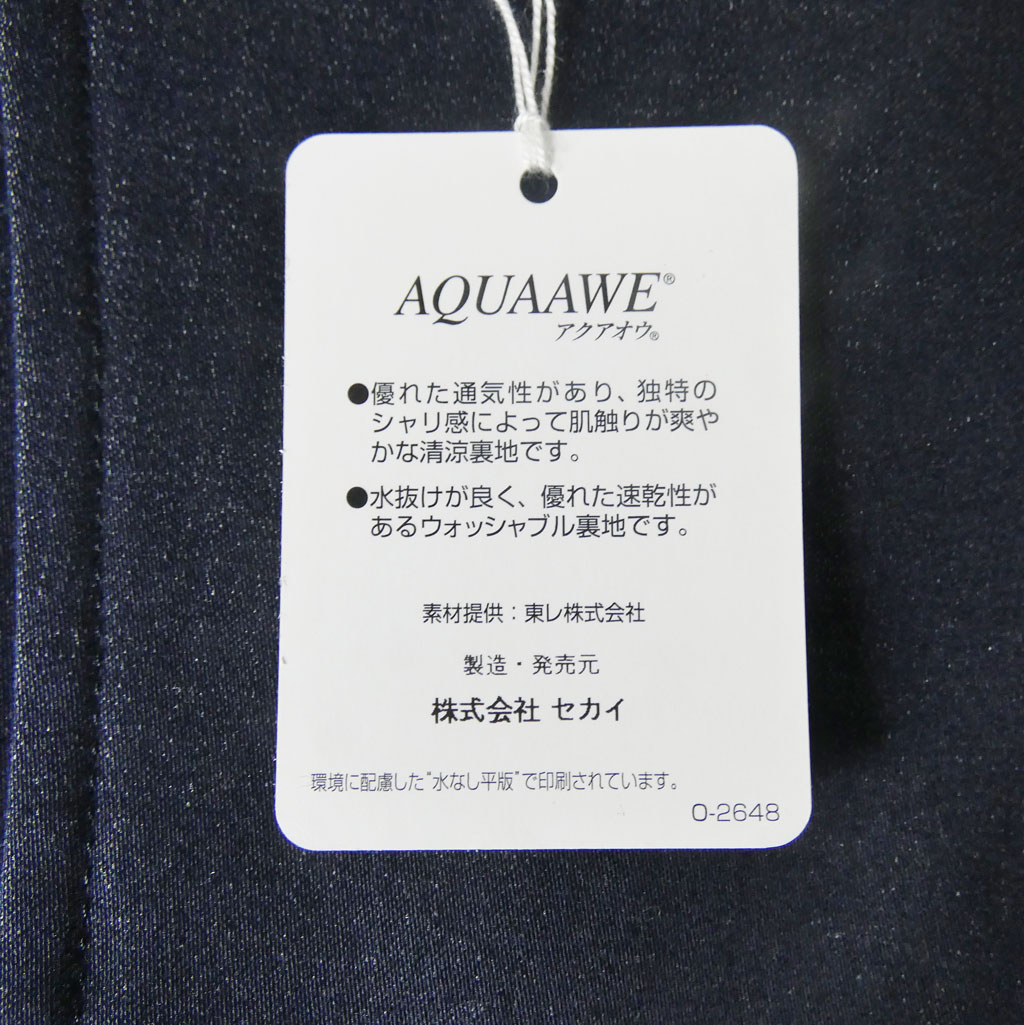 AQUAAWE®
アクアオウ®
●優れた通気性があり、独特の
シャリ感によって肌触りが爽や
かな清涼裏地です。
●水抜けが良く、優れた速乾性が
あるウォッシャブル裏地です。
素材提供：東レ株式会社
製造・発売元
株式会社 セカイ
環境に配慮した“水なし平版”で印刷されています。
O-2648